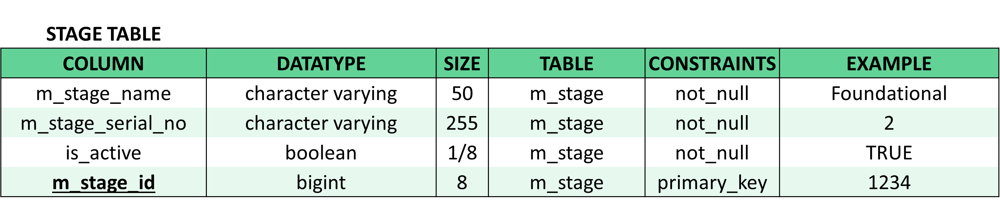 STAGE TABLE
COLUMN DATATYPE SIZE TABLE CONSTRAINTS EXAMPLE
m_stage_name character varying 50 m_stage not_null Foundational
m_stage_serial_no character varying 255 m_stage not_null 2
is_active boolean 1/8 m_stage not_null TRUE
m_stage_id bigint 8 m_stage primary_key 1234